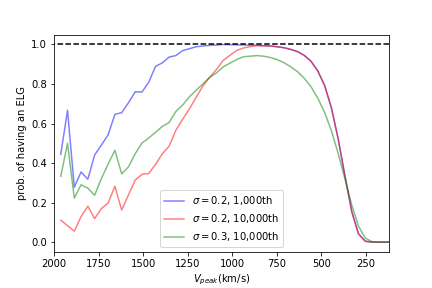 1.0
0.8
0.6
0.4
0.2
0.0
prob. of having an ELG
σ = 0.2, 1,000th
σ = 0.2, 10,000th
σ = 0.3, 10,000th
2000 1750 1500 1250 1000 750 500 250
V_peak(km/s)